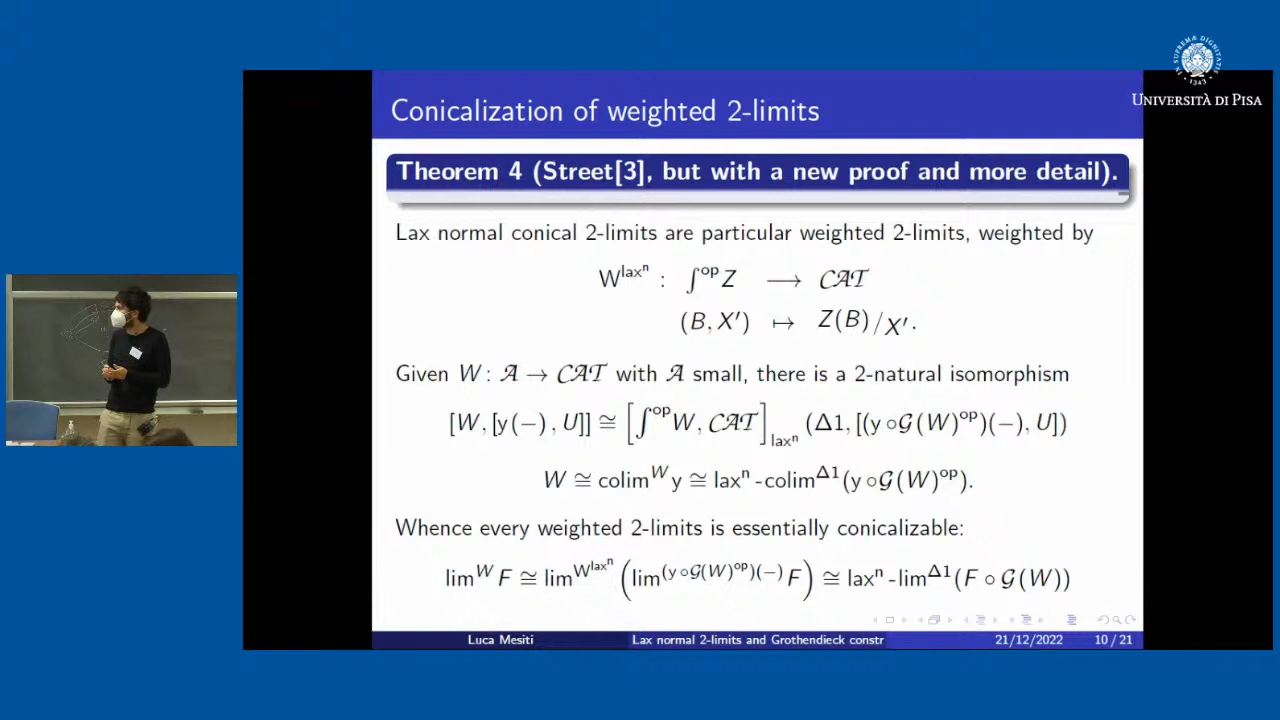 UNIVERSITÀ DI PISA
Conicalization of weighted 2-limits
Theorem 4 (Street[3], but with a new proof and more detail).
Lax normal conical 2-limits are particular weighted 2-limits, weighted by
W^{lax^n} : ∫^{op} Z ⟶ 𝒞𝒜𝒯
(B, X′) ↦ Z(B)/X′.
Given W: 𝒜 → 𝒞𝒜𝒯 with 𝒜 small, there is a 2-natural isomorphism
[W, [y(−), U]] ≅ [∫^{op} W, 𝒞𝒜𝒯]_{lax^n} (Δ1, [(y ∘ 𝒢(W)^{op})(−), U])
W ≅ colim^W y ≅ lax^n -colim^{Δ1}(y ∘ 𝒢(W)^{op}).
Whence every weighted 2-limits is essentially conicalizable:
lim^W F ≅ lim^{W^{lax^n}} (lim^{(y ∘ 𝒢(W)^{op})(−)} F) ≅ lax^n -lim^{Δ1}(F ∘ 𝒢(W))
Luca Mesiti Lax normal 2-limits and Grothendieck constr 21/12/2022 10 / 21